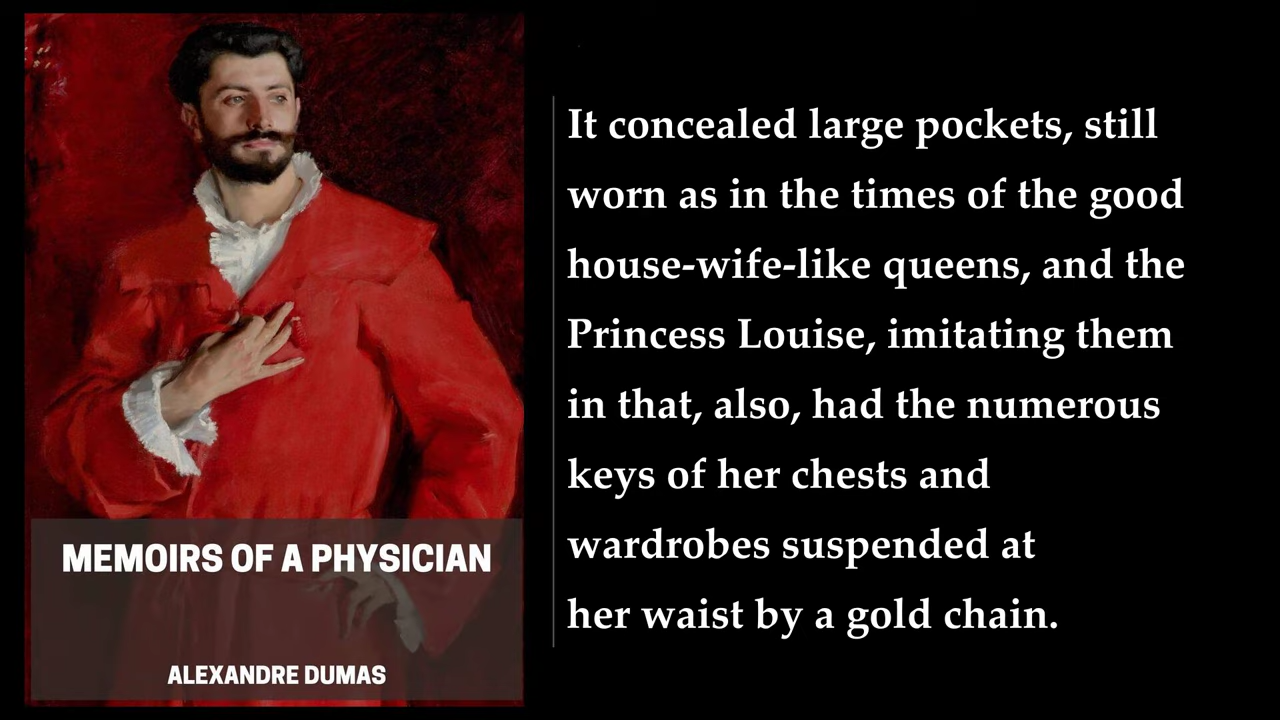 MEMOIRS OF A PHYSICIAN
ALEXANDRE DUMAS
It concealed large pockets, still
worn as in the times of the good
house-wife-like queens, and the
Princess Louise, imitating them
in that, also, had the numerous
keys of her chests and
wardrobes suspended at
her waist by a gold chain.